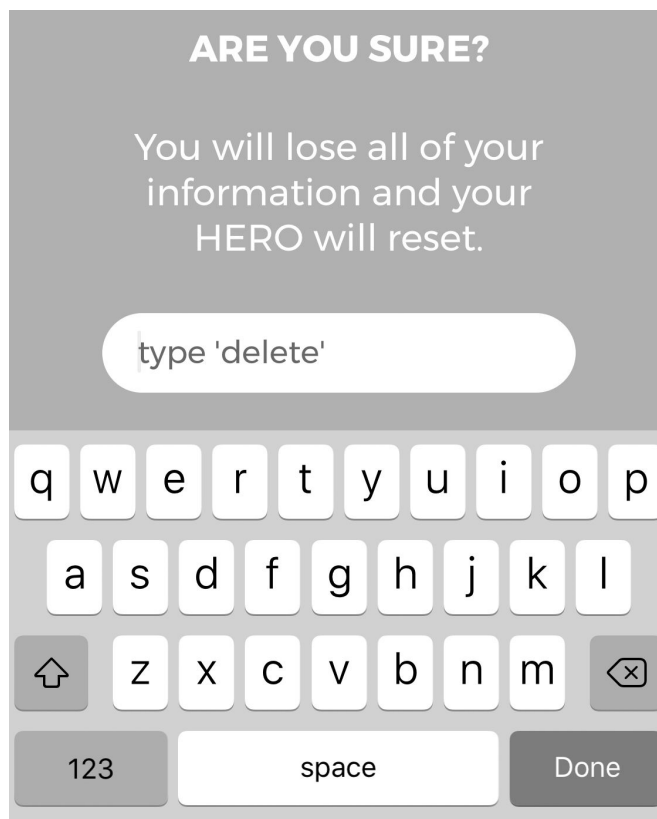 ARE YOU SURE?
You will lose all of your
information and your
HERO will reset.
type 'delete'
q w e r t y u i o p
a s d f g h j k l
z x c v b n m
123 space Done